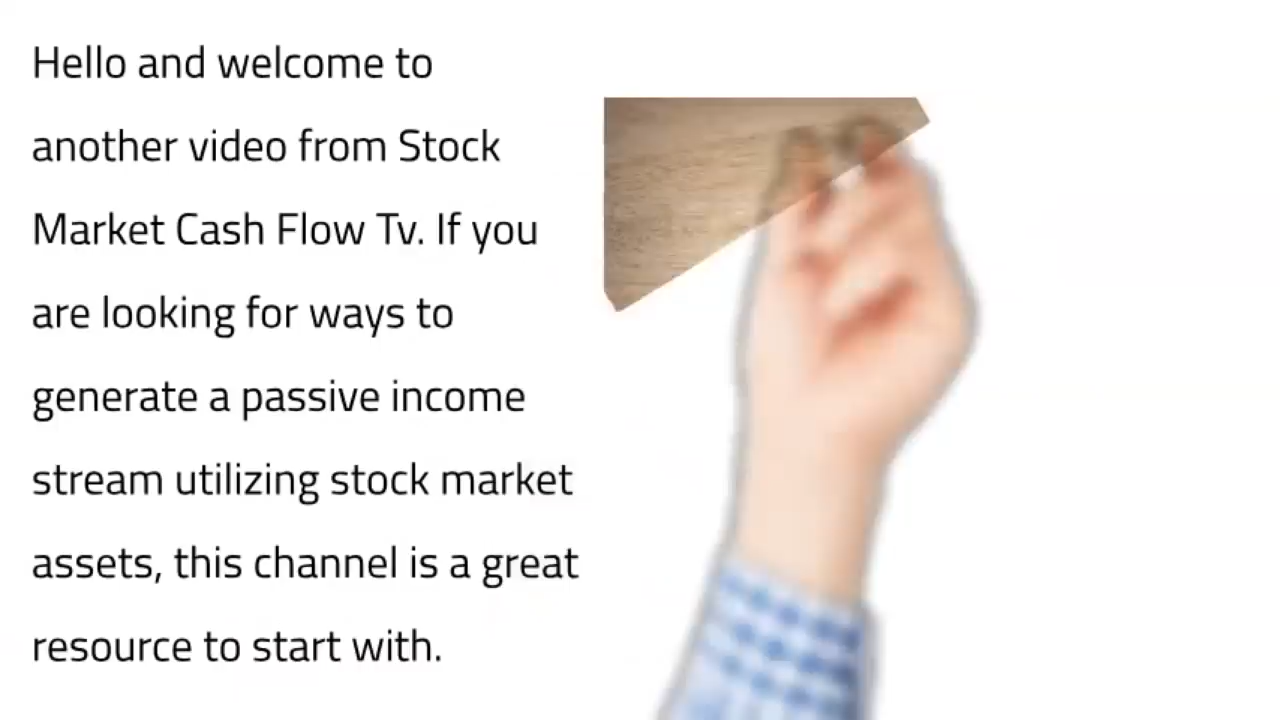 Hello and welcome to
another video from Stock
Market Cash Flow Tv. If you
are looking for ways to
generate a passive income
stream utilizing stock market
assets, this channel is a great
resource to start with.